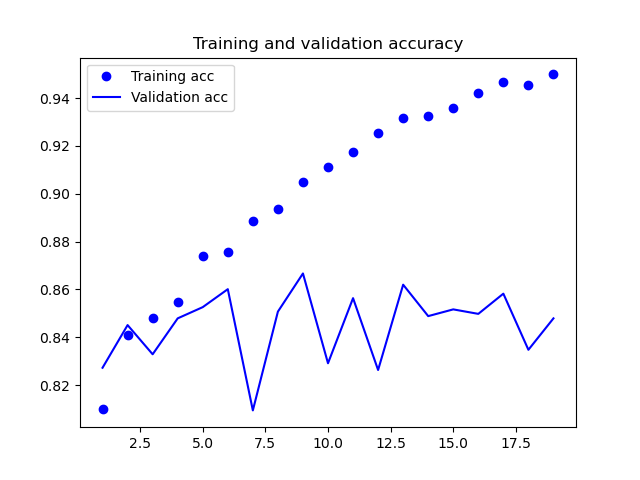 Training and validation accuracy
Training acc
Validation acc
0.94
0.92
0.90
0.88
0.86
0.84
0.82
2.5 5.0 7.5 10.0 12.5 15.0 17.5